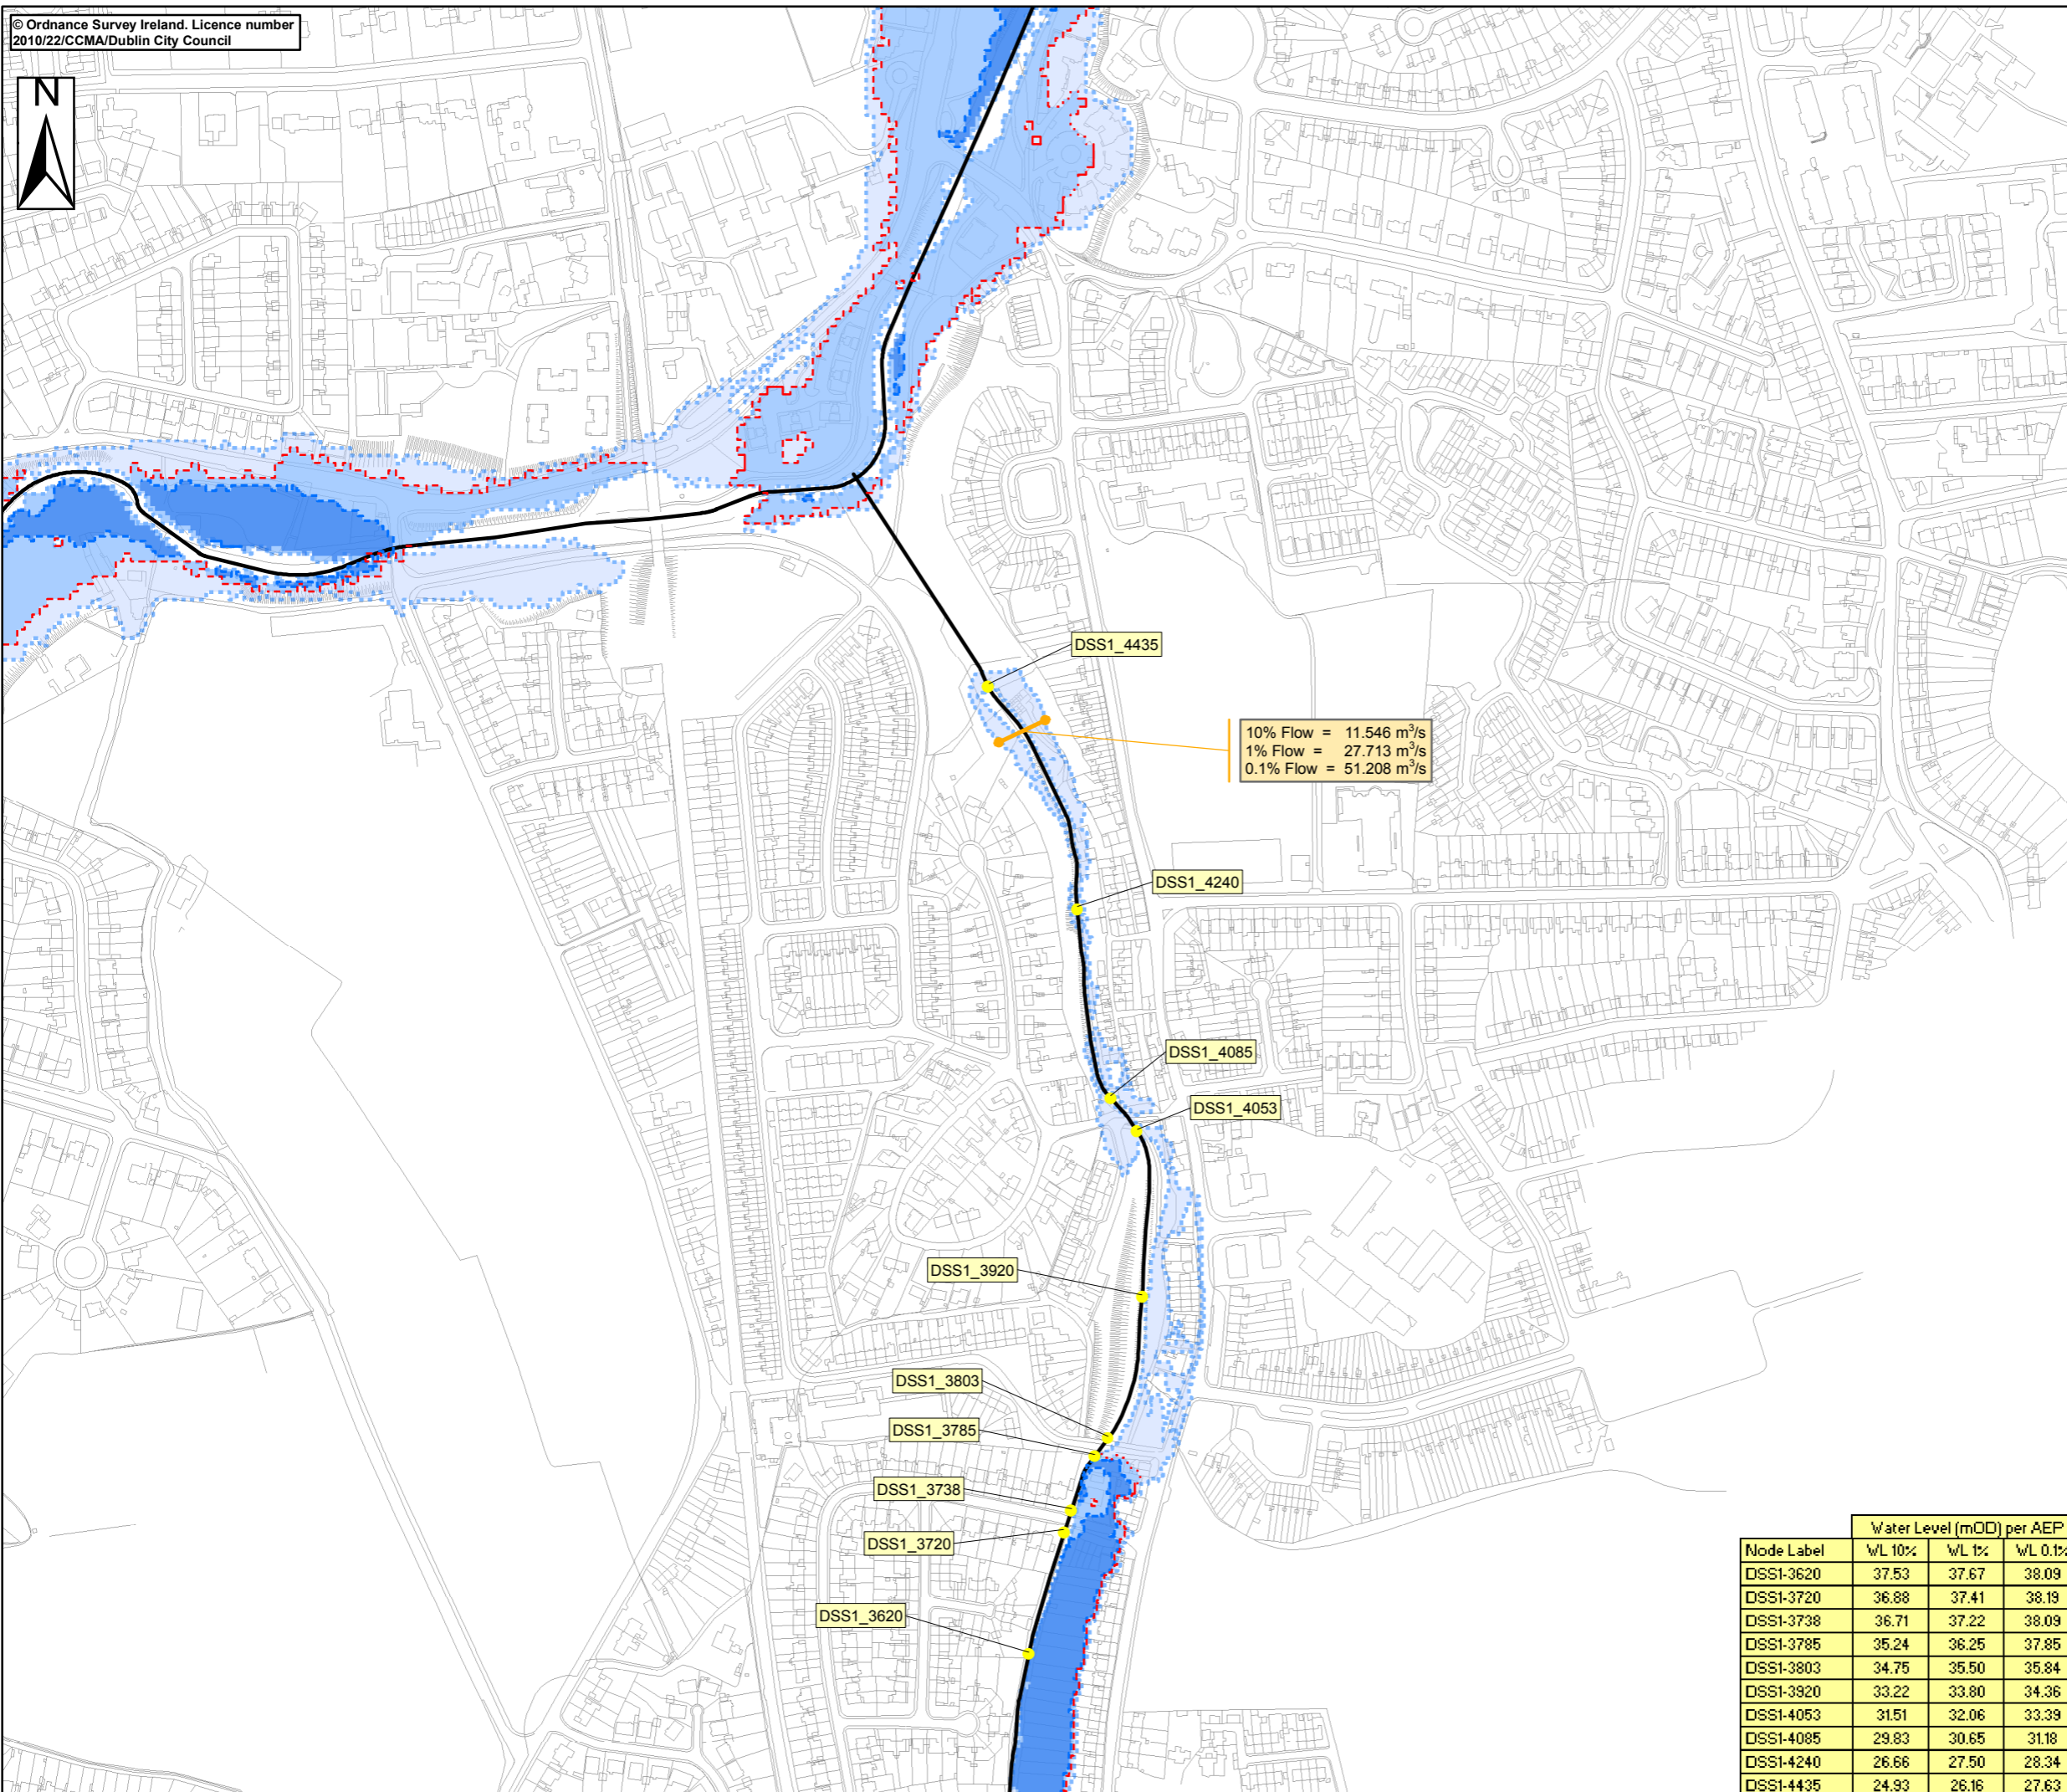 © Ordnance Survey Ireland. Licence number
2010/22/CCMA/Dublin City Council
N
DSS1_4435
10% Flow = 11.546 m³/s
1% Flow = 27.713 m³/s
0.1% Flow = 51.208 m³/s
DSS1_4240
DSS1_4085
DSS1_4053
DSS1_3920
DSS1_3803
DSS1_3785
DSS1_3738
DSS1_3720
DSS1_3620
Water Level (mOD) per AEP
Node Label WL 10% WL 1% WL 0.1%
DSS1-3620 37.53 37.67 38.09
DSS1-3720 36.88 37.41 38.19
DSS1-3738 36.71 37.22 38.09
DSS1-3785 35.24 36.25 37.85
DSS1-3803 34.75 35.50 35.84
DSS1-3920 33.22 33.80 34.36
DSS1-4053 31.51 32.06 33.39
DSS1-4085 29.83 30.65 31.18
DSS1-4240 26.66 27.50 28.34
DSS1-4435 24.93 26.16 27.63